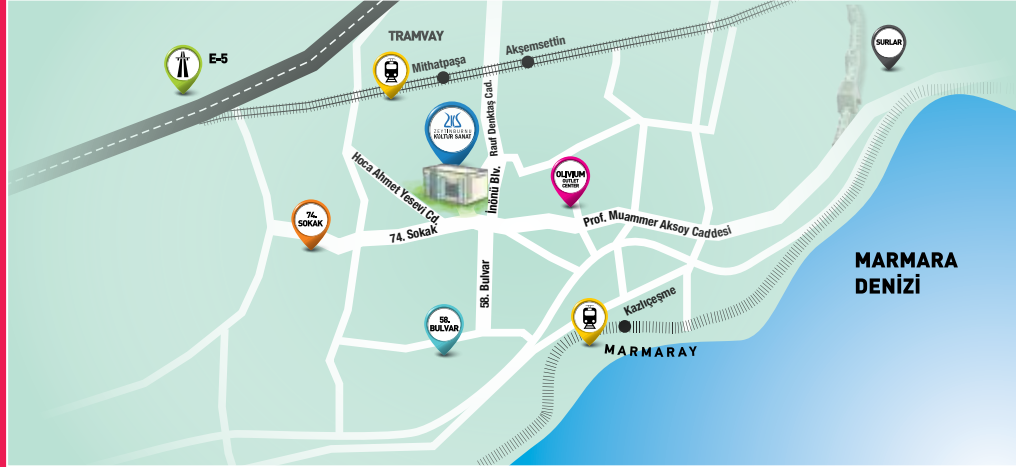 E-5
TRAMVAY
Mithatpaşa
Akşemsettin
SURLAR
ZEYTİNBURNU
KÜLTÜR SANAT
Rauf Denktaş Cad.
Hoca Ahmet Yesevi Cd.
İnönü Blv.
OLIVIUM
OUTLET
CENTER
74.
SOKAK
74. Sokak
Prof. Muammer Aksoy Caddesi
58. Bulvar
58.
BULVAR
Kazlıçeşme
MARMARAY
MARMARA
DENİZİ